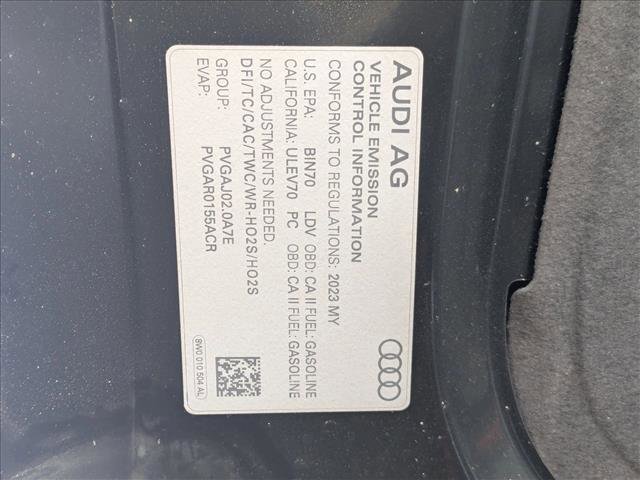 AUDI AG
VEHICLE EMISSION
CONTROL INFORMATION
CONFORMS TO REGULATIONS: 2023 MY
U.S. EPA: BIN70 LDV OBD: CA II FUEL: GASOLINE
CALIFORNIA: ULEV70 PC OBD: CA II FUEL: GASOLINE
NO ADJUSTMENTS NEEDED.
DFI/TC/CAC/TWC/WR-HO2S/HO2S
GROUP: PVGAJ02.0A7E
EVAP: PVGAR0155ACR
8W0 010 504 AL